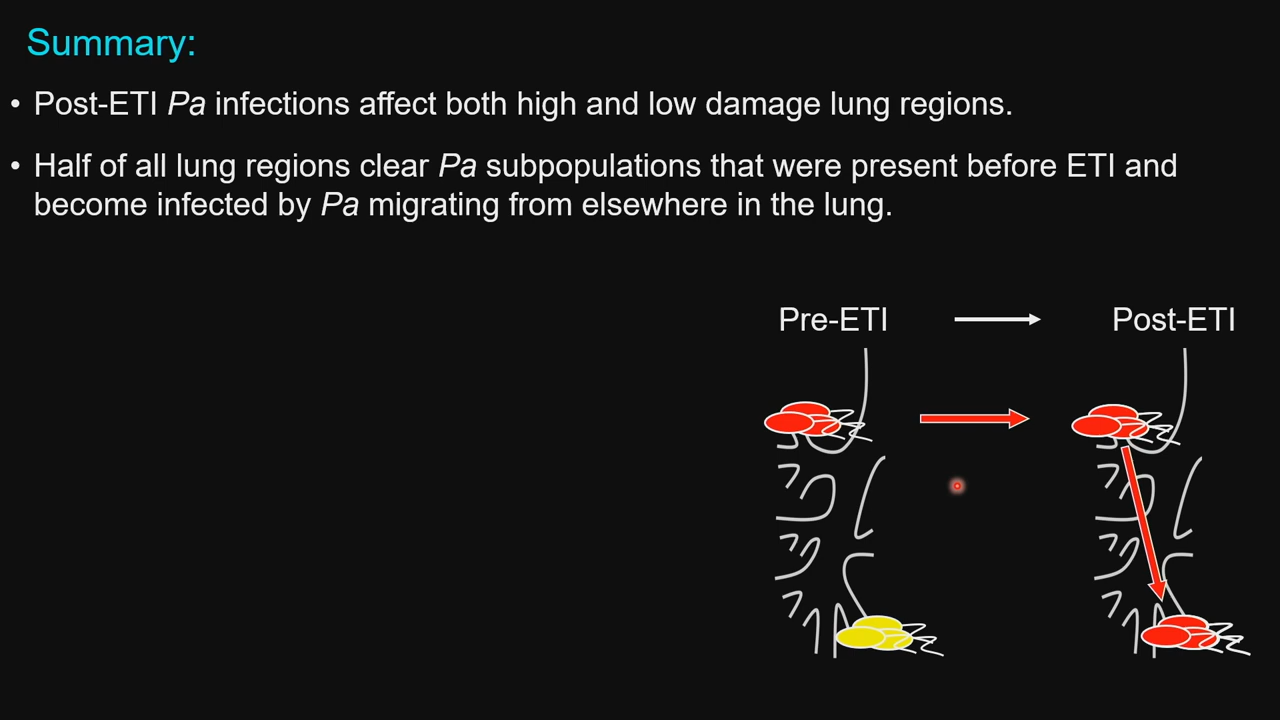 Summary:
• Post-ETI Pa infections affect both high and low damage lung regions.
• Half of all lung regions clear Pa subpopulations that were present before ETI and
become infected by Pa migrating from elsewhere in the lung.
Pre-ETI
Post-ETI